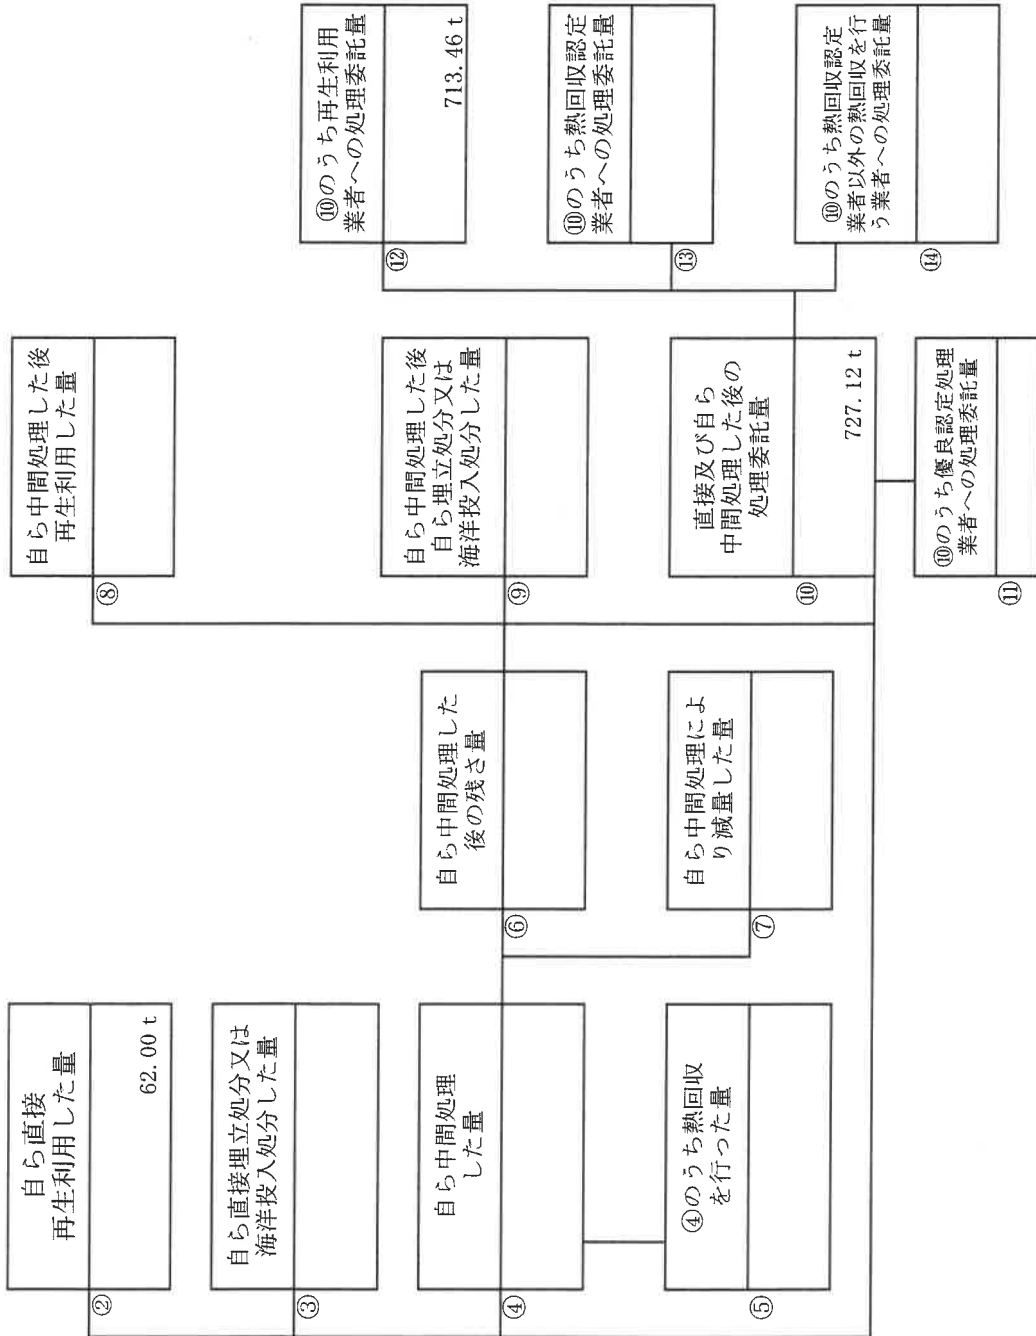 ②
自ら直接
再生利用した量
62.00 t
③
自ら直接埋立処分又は
海洋投入処分した量
④
自ら中間処理
した量
⑤
④のうち熱回収
を行った量
⑥
自ら中間処理した
後の残さ量
⑦
自ら中間処理によ
り減量した量
⑧
自ら中間処理した後
再生利用した量
⑨
自ら中間処理した後
自ら埋立処分又は
海洋投入処分した量
⑩
直接及び自ら
中間処理した後の
処理委託量
727.12 t
⑪
⑩のうち優良認定処理
業者への処理委託量
⑫
⑩のうち再生利用
業者への処理委託量
713.46 t
⑬
⑩のうち熱回収認定
業者への処理委託量
⑭
⑩のうち熱回収認定
業者以外の熱回収を行
う業者への処理委託量